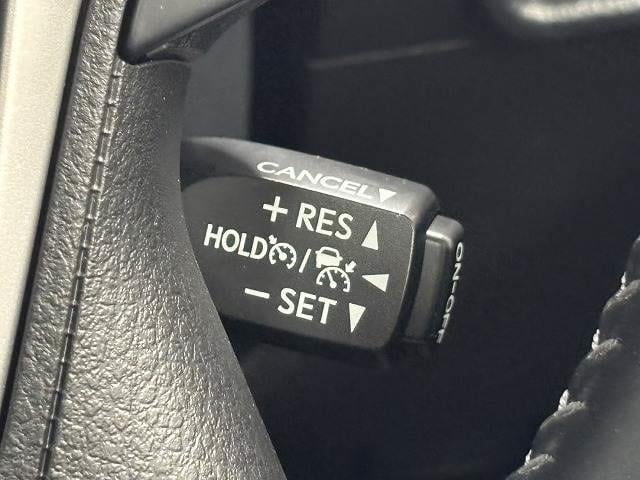 CANCEL▼
+ RES ▲
HOLD / ◀
- SET ▼
ON-OFF